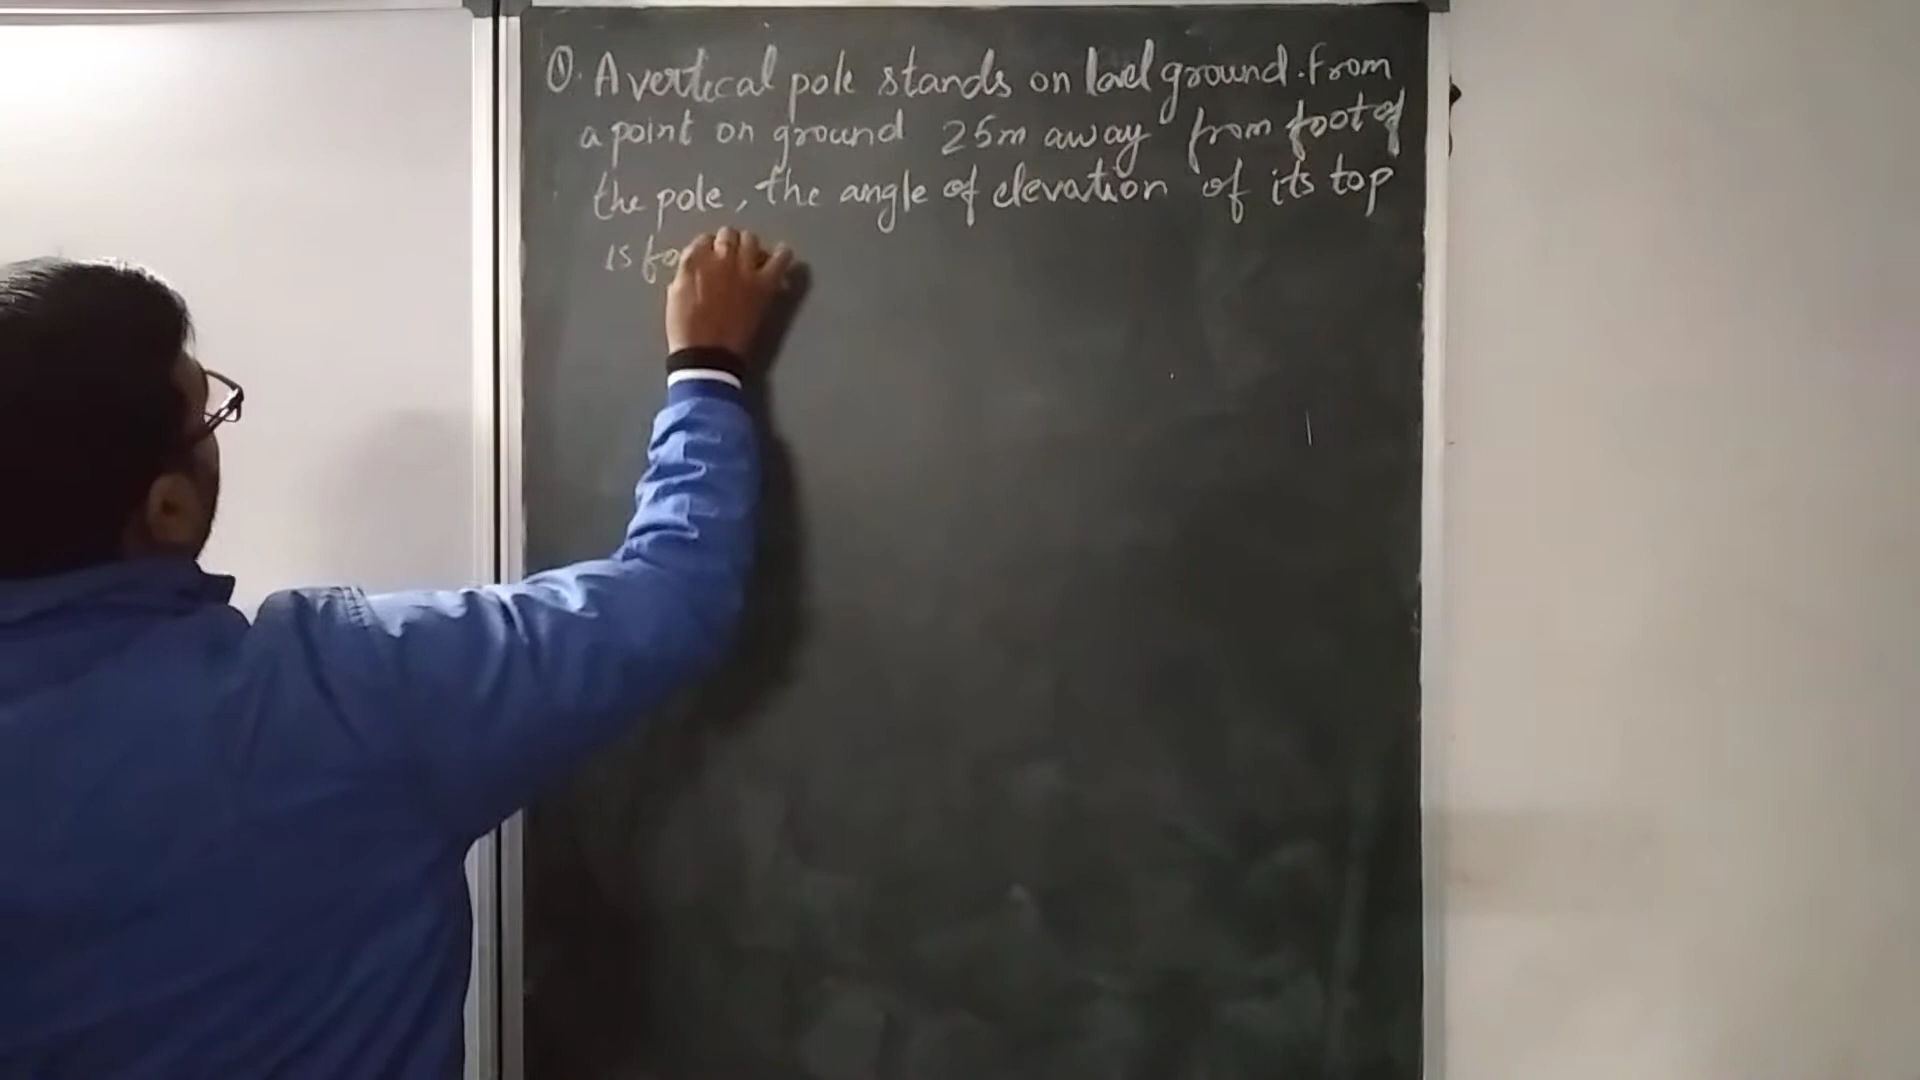 Q. A vertical pole stands on level ground. From
a point on ground 25m away from foot of
the pole, the angle of elevation of its top
is fo